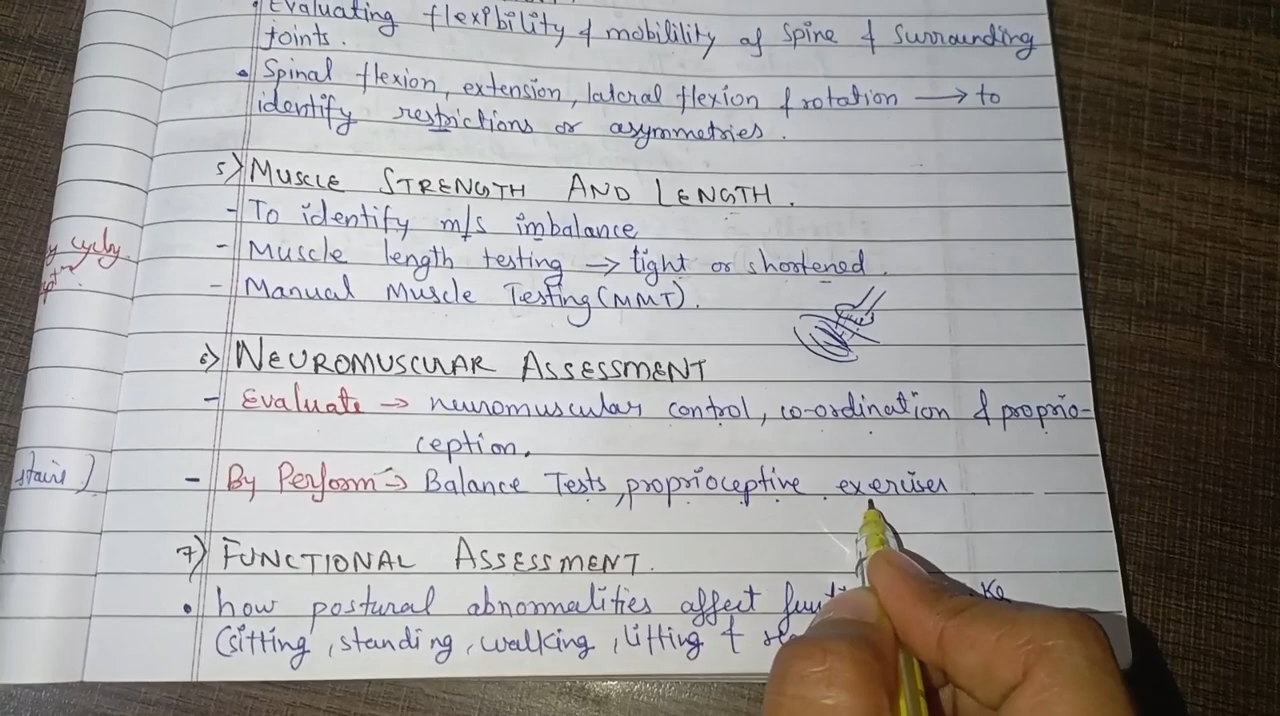 • Evaluating flexibility & mobilility of spine & surrounding
joints.
• Spinal flexion, extension, lateral flexion & rotation → to
identify restrictions or asymmetries.
5) MUSCLE STRENGTH AND LENGTH.
- To identify m/s imbalance
- Muscle length testing → tight or shortened.
- Manual Muscle Testing (MMT).
6) NEUROMUSCULAR ASSESSMENT
- Evaluate → neuromuscular control, co-ordination & proprio-
ception.
- By Perform → Balance Tests, proprioceptive exercises
7) FUNCTIONAL ASSESSMENT.
• how postural abnormalities affect
(sitting, standing, walking, lifting &